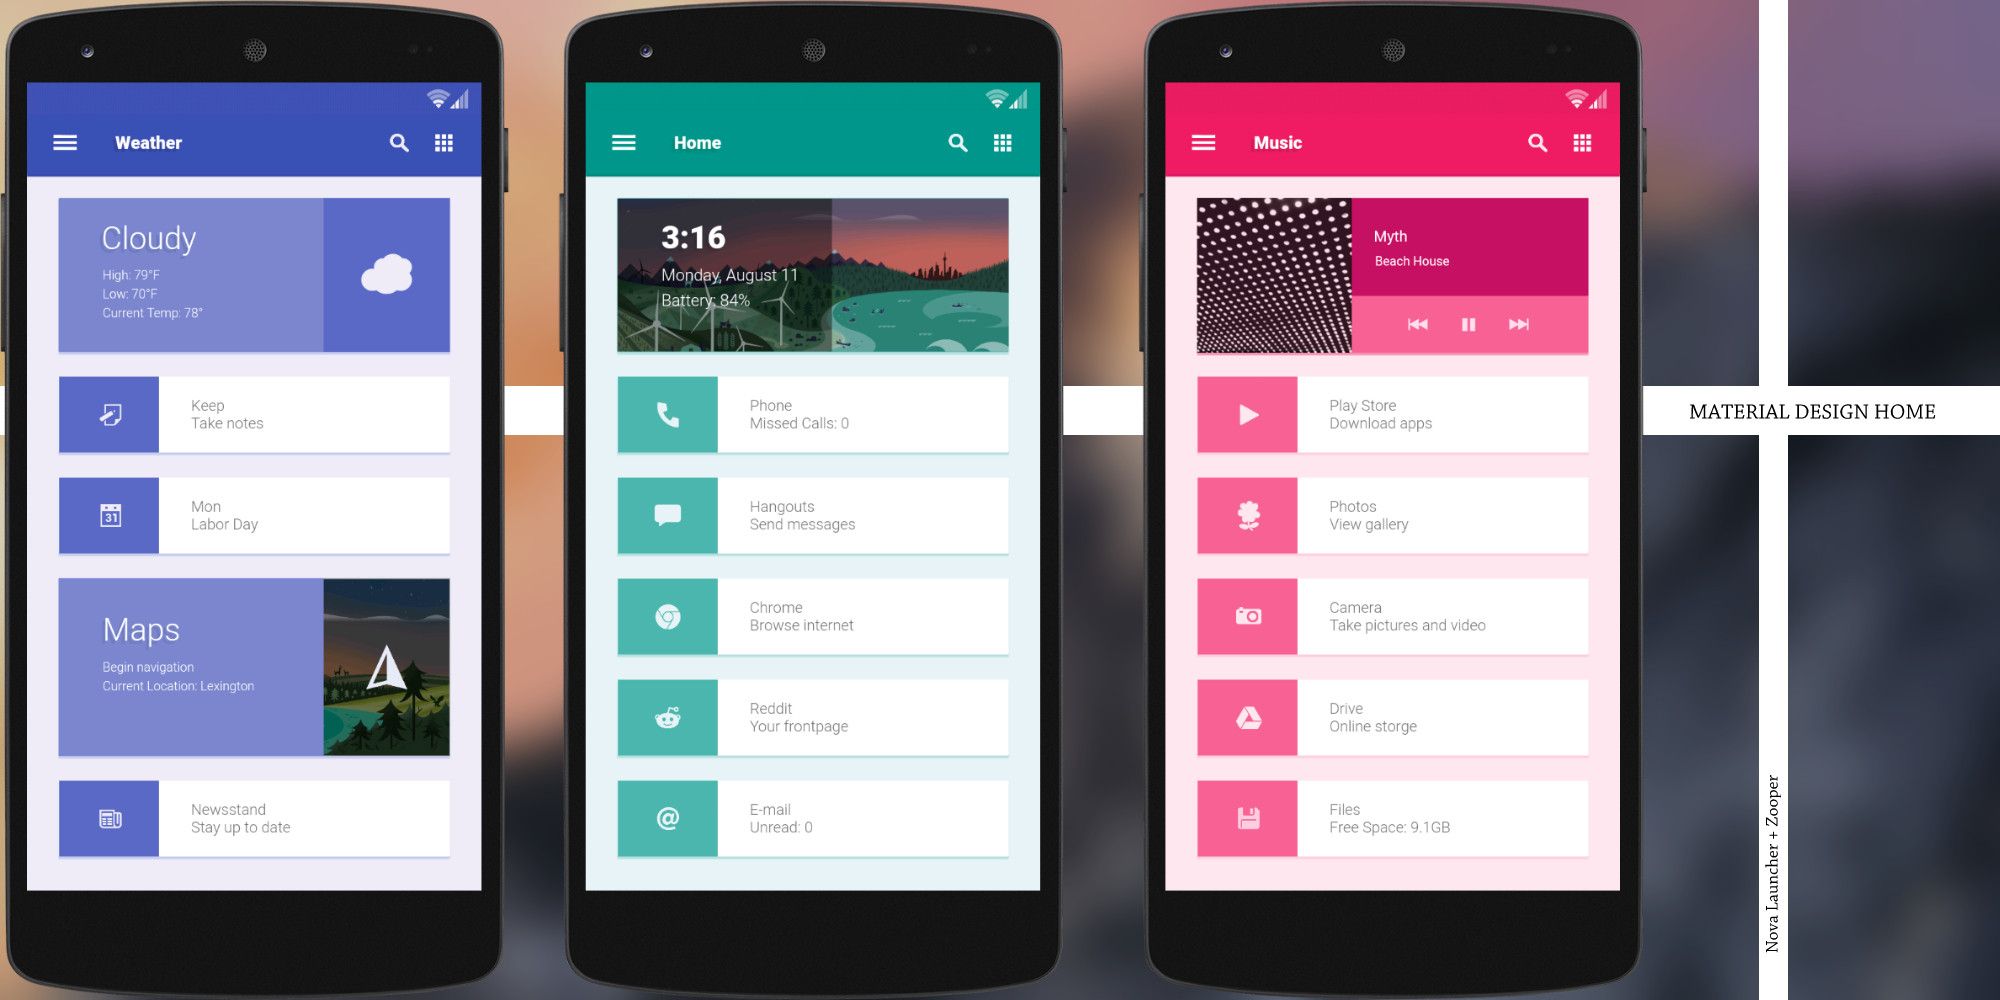 Weather
Cloudy
High: 79°F
Low: 70°F
Current Temp: 78°
Keep
Take notes
31
Mon
Labor Day
Maps
Begin navigation
Current Location: Lexington
Newsstand
Stay up to date
Home
3:16
Monday, August 11
Battery: 84%
Phone
Missed Calls: 0
Hangouts
Send messages
Chrome
Browse internet
Reddit
Your frontpage
@
E-mail
Unread: 0
Music
Myth
Beach House
Play Store
Download apps
Photos
View gallery
Camera
Take pictures and video
Drive
Online storge
Files
Free Space: 9.1GB
MATERIAL DESIGN HOME
Nova Launcher + Zooper